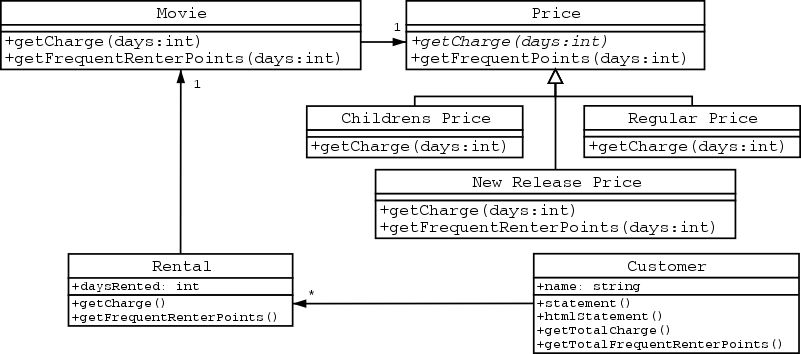 Movie
+getCharge(days:int)
+getFrequentRenterPoints(days:int)
1
Price
+getCharge(days:int)
+getFrequentPoints(days:int)
1
Childrens Price
+getCharge(days:int)
Regular Price
+getCharge(days:int)
New Release Price
+getCharge(days:int)
+getFrequentRenterPoints(days:int)
Rental
+daysRented: int
+getCharge()
+getFrequentRenterPoints()
*
Customer
+name: string
+statement()
+htmlStatement()
+getTotalCharge()
+getTotalFrequentRenterPoints()